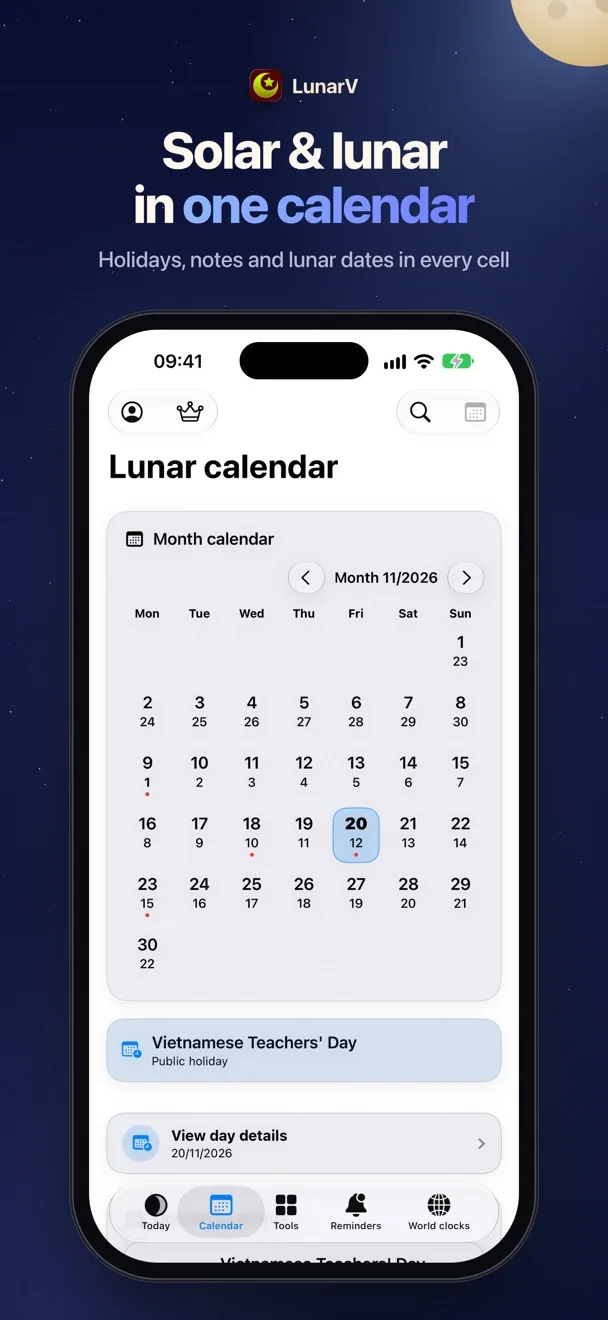 LunarV
Solar & lunar
in one calendar
Holidays, notes and lunar dates in every cell
09:41
Lunar calendar
Month calendar
Month 11/2026
Mon Tue Wed Thu Fri Sat Sun
1
23
2 3 4 5 6 7 8
24 25 26 27 28 29 30
9 10 11 12 13 14 15
1 2 3 4 5 6 7
16 17 18 19 20 21 22
8 9 10 11 12 13 14
23 24 25 26 27 28 29
15 16 17 18 19 20 21
30
22
Vietnamese Teachers' Day
Public holiday
View day details
20/11/2026
Today Calendar Tools Reminders World clocks
Vietnamese Teachers' Day